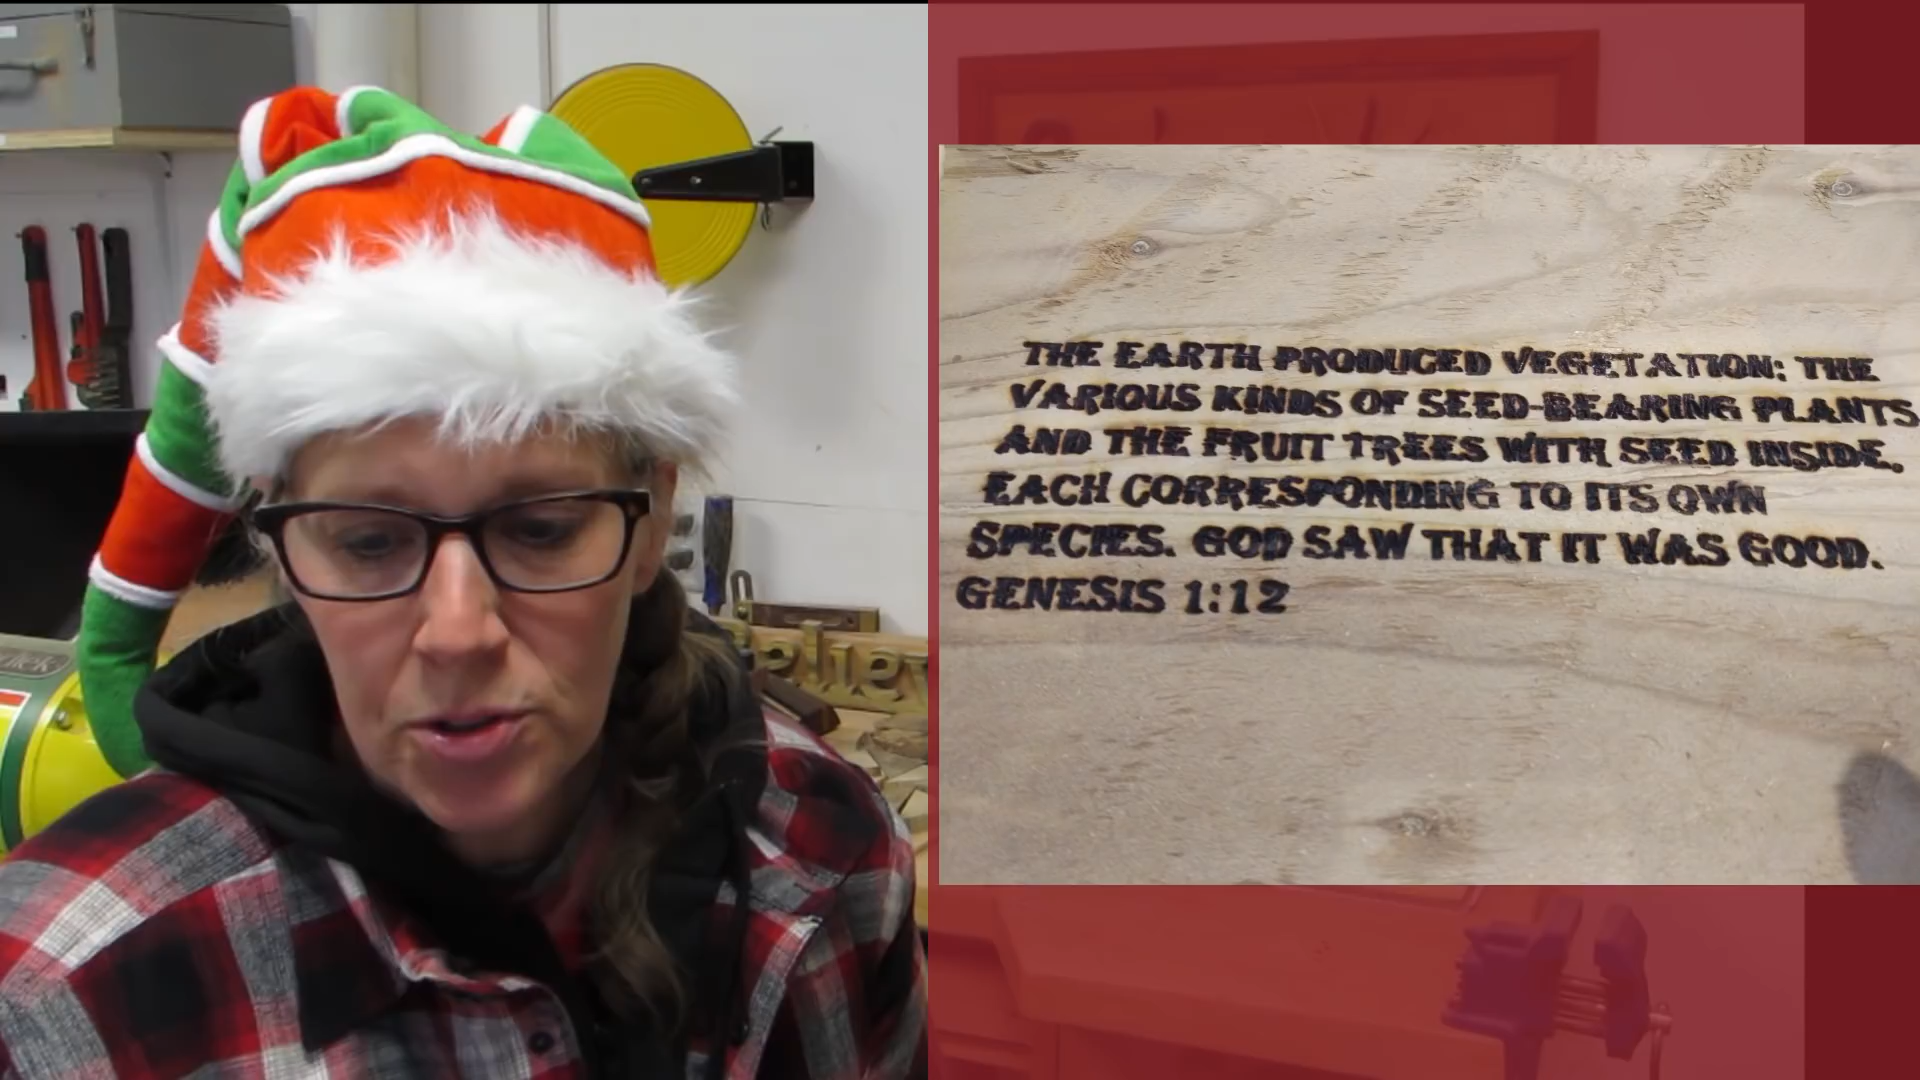 THE EARTH PRODUCED VEGETATION: THE
VARIOUS KINDS OF SEED-BEARING PLANTS
AND THE FRUIT TREES WITH SEED INSIDE,
EACH CORRESPONDING TO ITS OWN
SPECIES. GOD SAW THAT IT WAS GOOD.
GENESIS 1:12